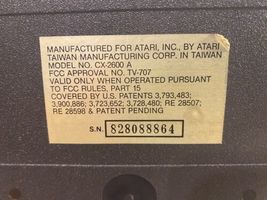 MANUFACTURED FOR ATARI, INC., BY ATARI
TAIWAN MANUFACTURING CORP. IN TAIWAN
MODEL NO. CX-2600 A
FCC APPROVAL NO. TV-707
VALID ONLY WHEN OPERATED PURSUANT
TO FCC RULES, PART 15
COVERED BY U.S. PATENTS 3,793,483;
3,900,886; 3,723,652; 3,728,480; RE 28507;
RE 28598 & PATENT PENDING
S.N. 828088864